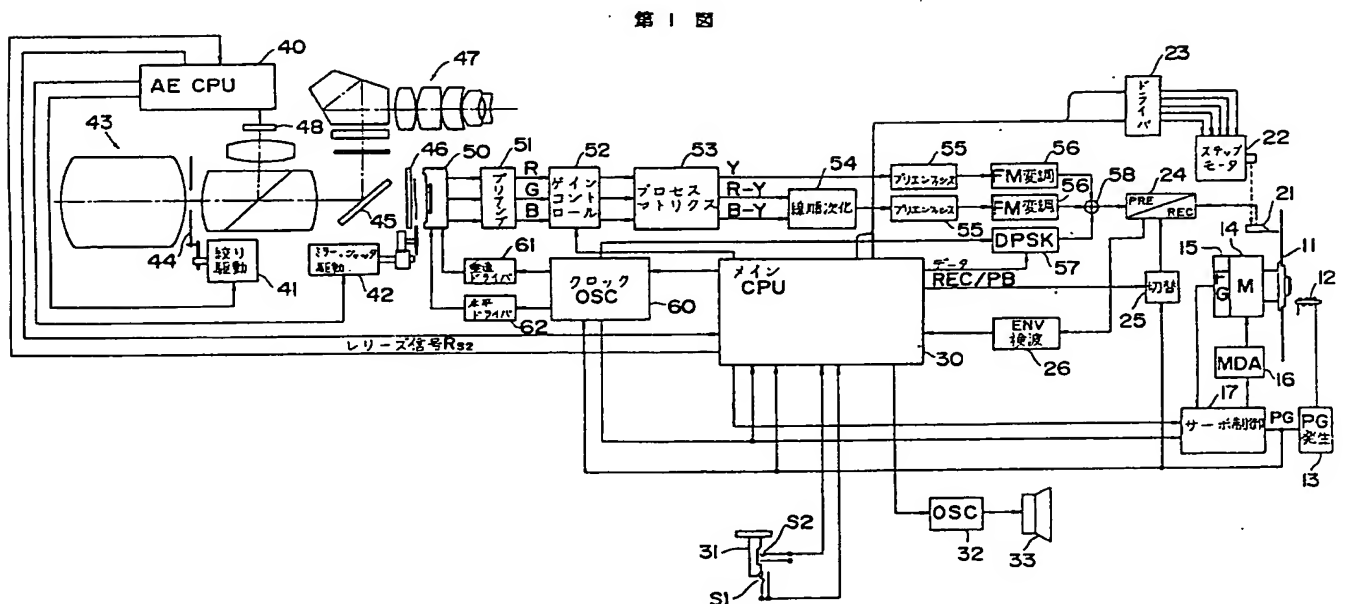 第1図
40
AE CPU
47
48
43
44
絞り
駆動
41
ミラー・シャッタ
駆動
42
45
46
50
51
プリアンプ
R
G
B
52
ゲイン
コント
ロール
53
プロセス
マトリクス
Y
R-Y
B-Y
54
線順次化
55
プリエンファシス
56
FM変調
プリエンファシス
55
FM変調
56
58
DPSK
57
23
ドライバ
22
ステップ
モータ
24
PRE
REC
21
61
垂直
ドライバ
62
水平
ドライバ
クロック
OSC
60
メイン
CPU
30
データ
REC/PB
切替
25
ENV
検波
26
15
14
FG
M
11
12
MDA
16
17
サーボ制御
PG
PG
発生
13
レリーズ信号RS2
31
S2
S1
OSC
32
33